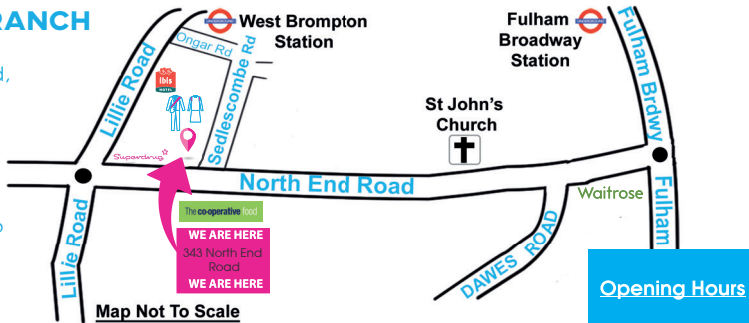 RANCH
d,
West Brompton
Station
Fulham
Broadway
Station
Ongar Rd
Sedlescombe Rd
Lillie Road
ibis
HOTEL
Superdrug
St John's
Church
Fulham Brdwy
North End Road
Waitrose
The co-operative food
WE ARE HERE
343 North End
Road
WE ARE HERE
Lillie Road
DAWES ROAD
Fulham
Opening Hours
Map Not To Scale